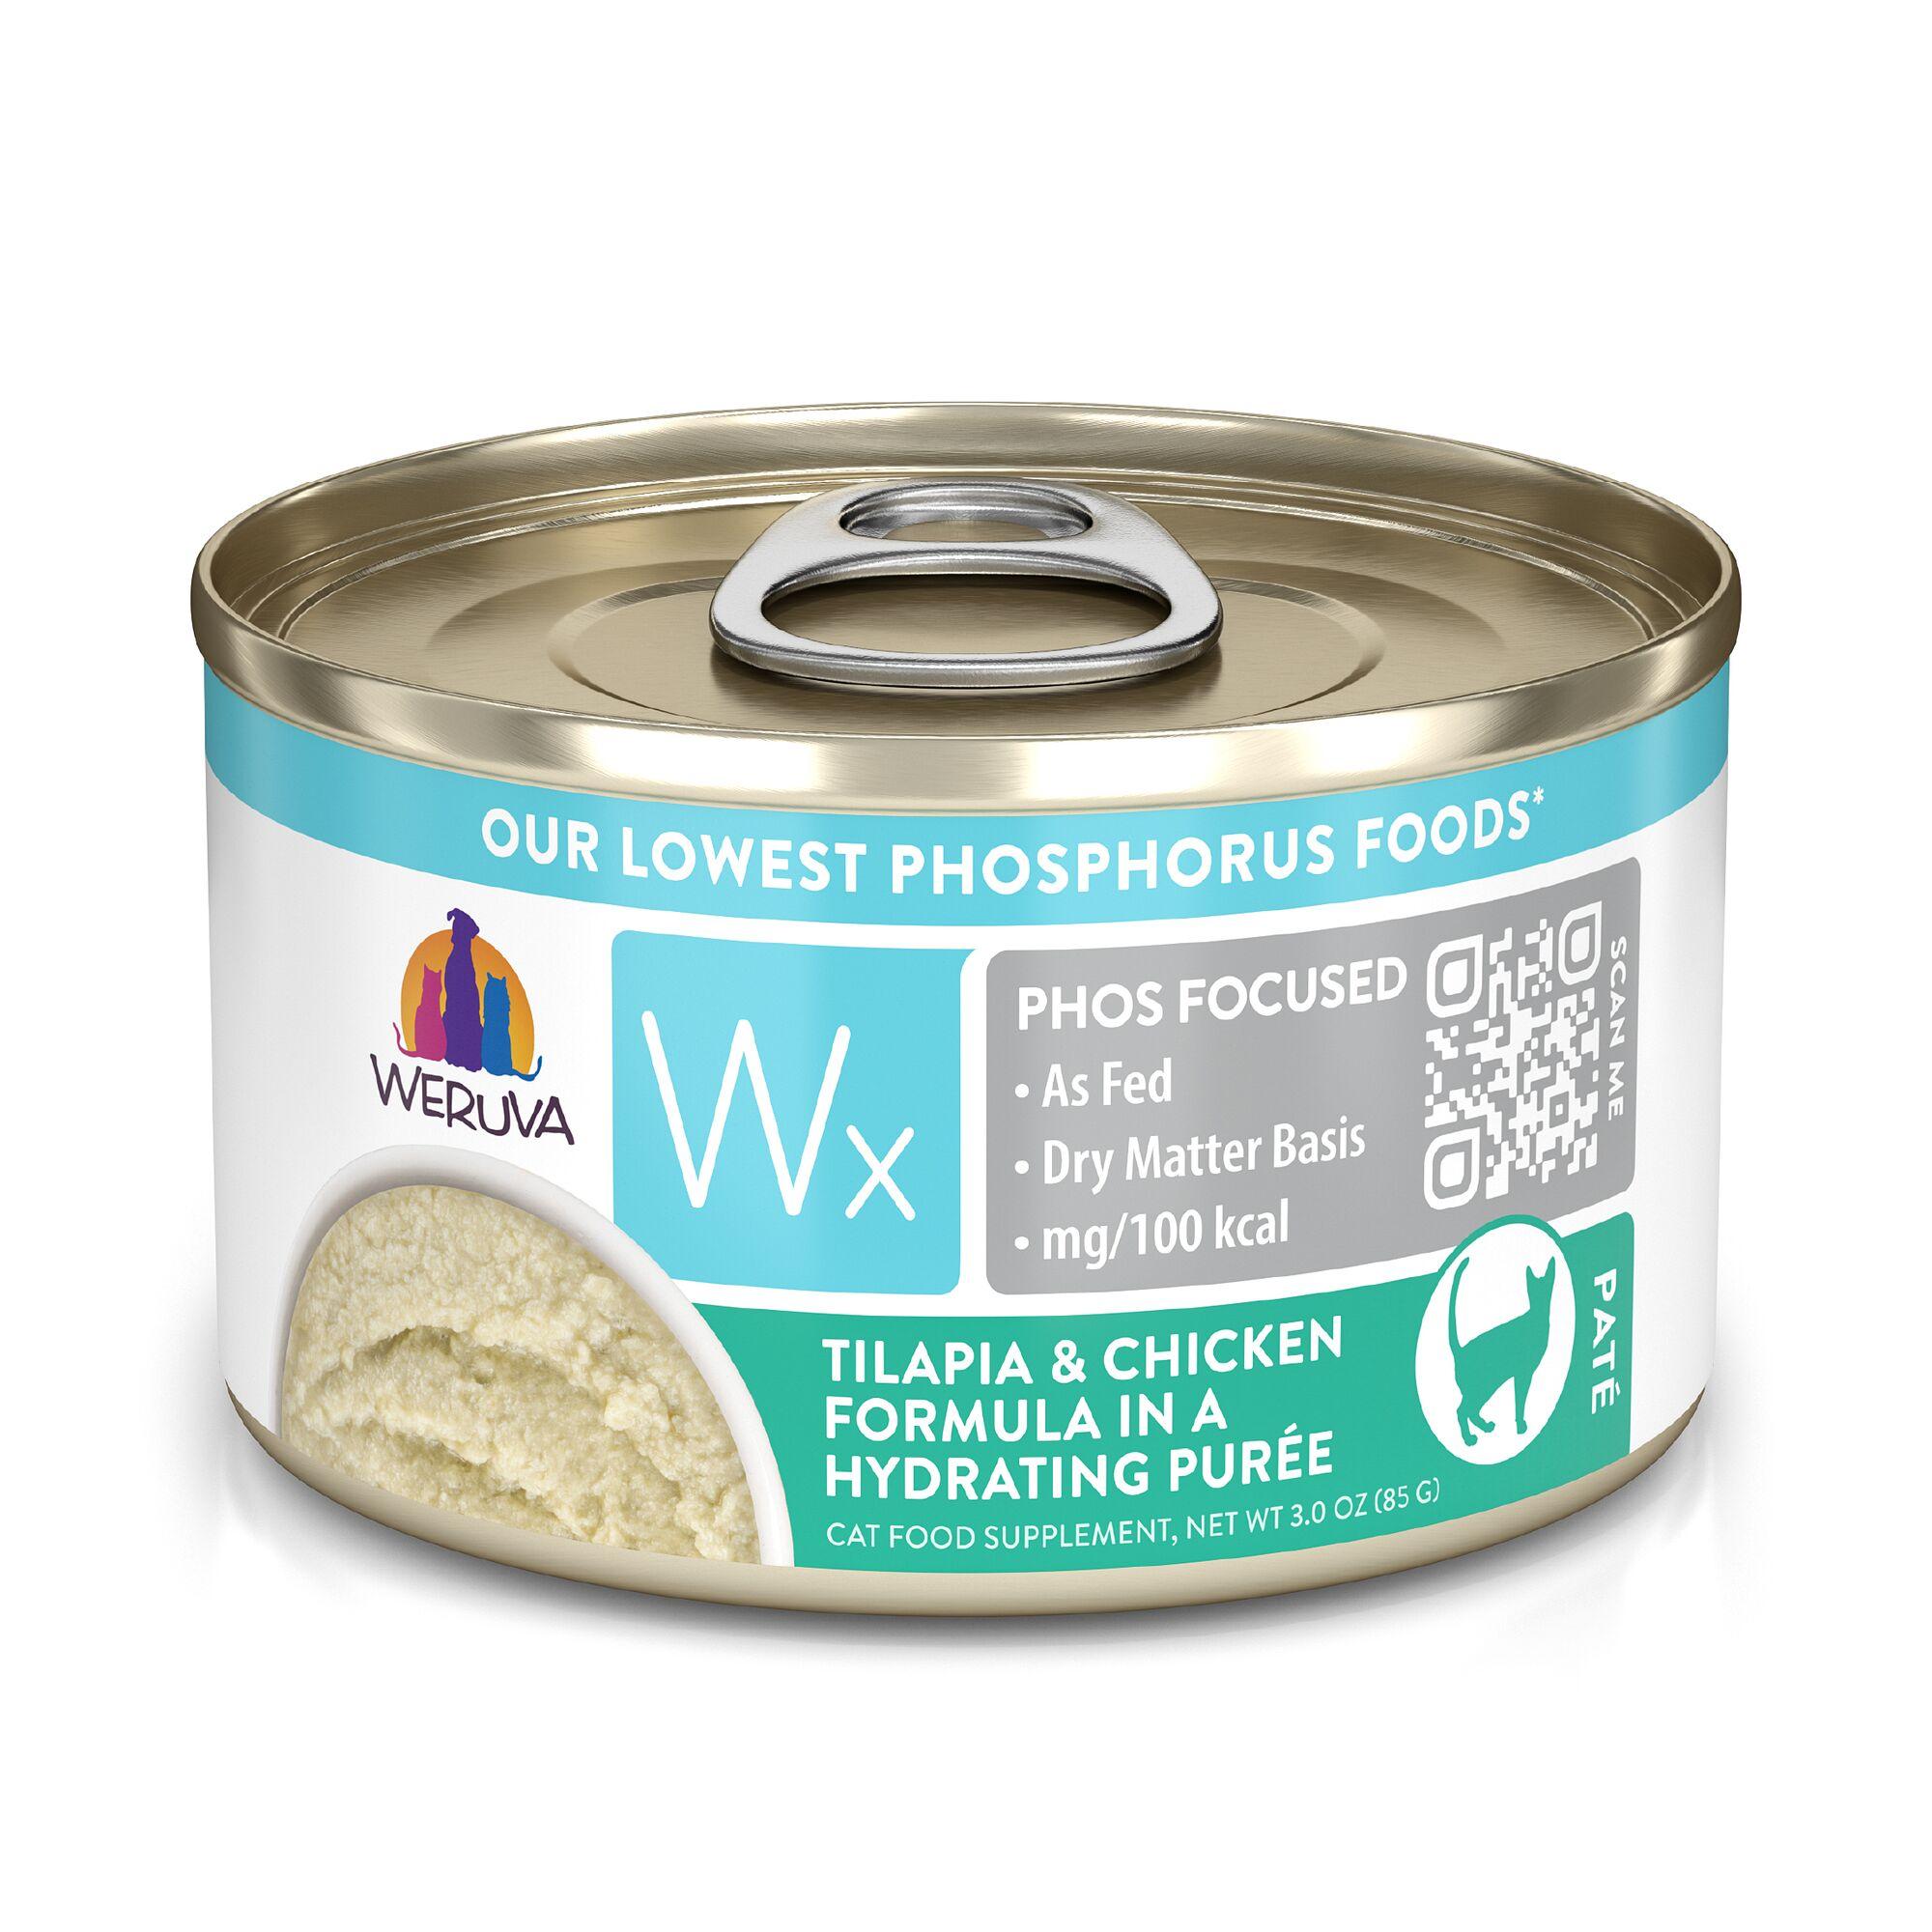 OUR LOWEST PHOSPHORUS FOODS*
WERUVA
Wx
PHOS FOCUSED
• As Fed
• Dry Matter Basis
• mg/100 kcal
SCAN ME
TILAPIA & CHICKEN
FORMULA IN A
HYDRATING PURÉE
CAT FOOD SUPPLEMENT, NET WT 3.0 OZ (85 G)
PATÉ